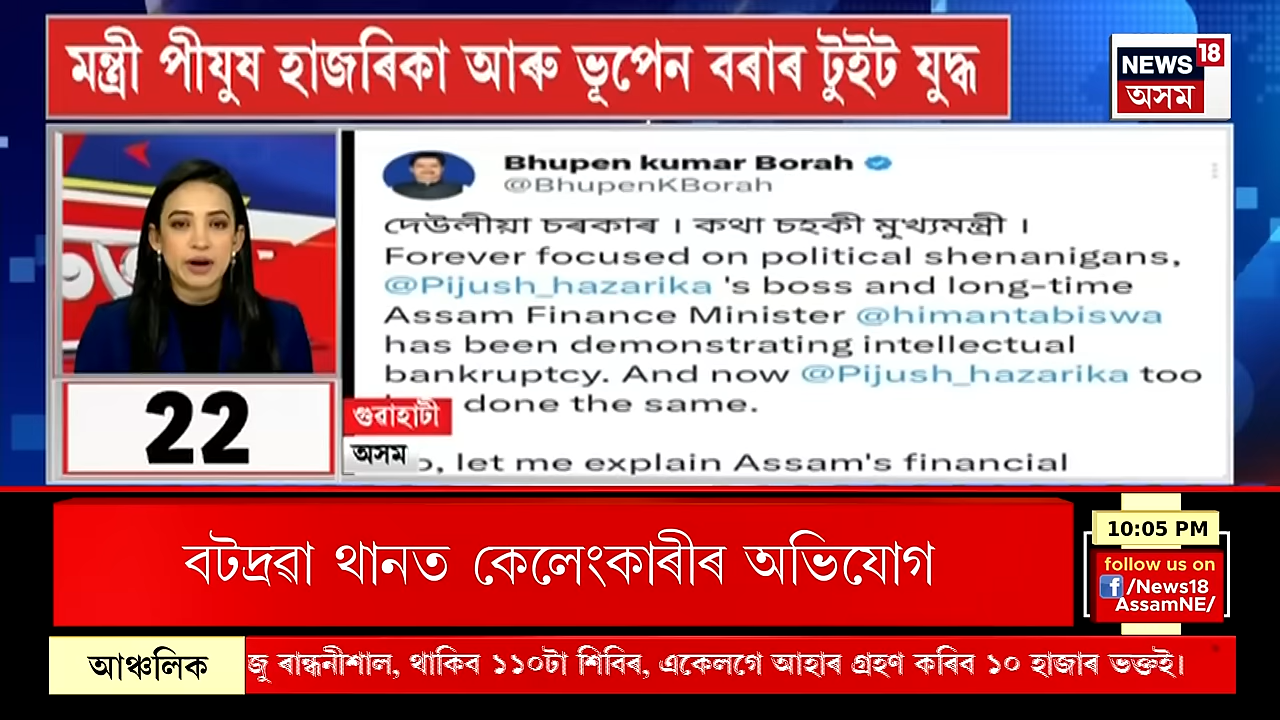 মন্ত্ৰী পীযুষ হাজৰিকা আৰু ভূপেন বৰাৰ টুইট যুদ্ধ
NEWS 18
অসম
Bhupen kumar Borah
@BhupenKBorah
দেউলীয়া চৰকাৰ । কথা চহকী মুখ্যমন্ত্ৰী ।
Forever focused on political shenanigans,
@Pijush_hazarika 's boss and long-time
Assam Finance Minister @himantabiswa
has been demonstrating intellectual
bankruptcy. And now @Pijush_hazarika too
done the same.
let me explain Assam's financial
22
গুৱাহাটী
অসম
বটদ্ৰৱা থানত কেলেংকাৰীৰ অভিযোগ
10:05 PM
follow us on
/News18
AssamNE/
আঞ্চলিক
ৰান্ধনীশাল, থাকিব ১১০টা শিবিৰ, একেলগে আহাৰ গ্ৰহণ কৰিব ১০ হাজাৰ ভক্তই।